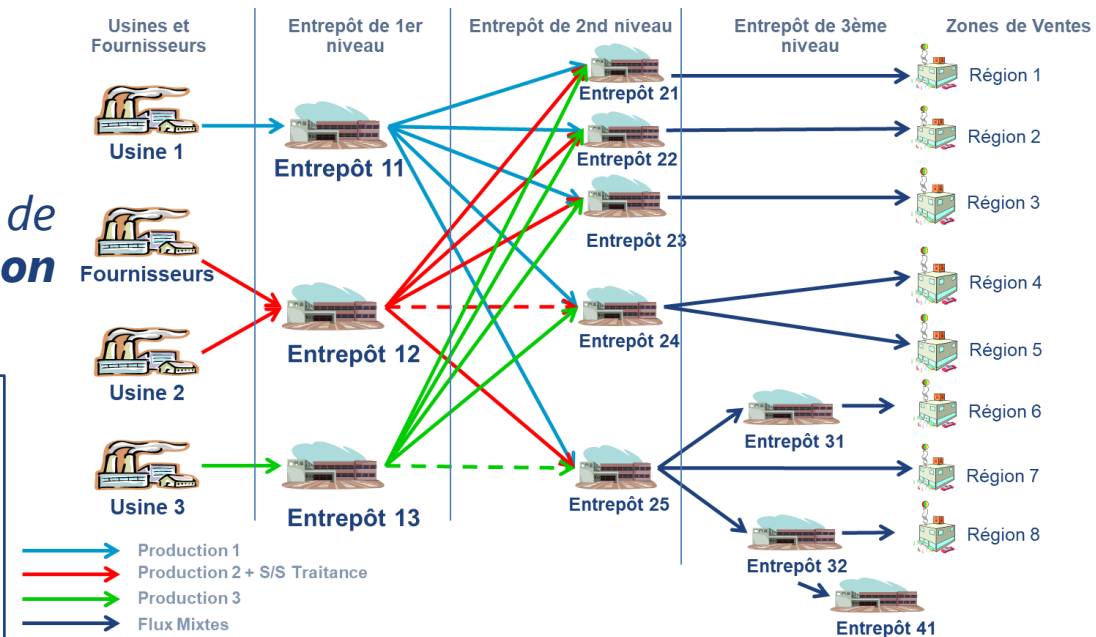 Usines et
Fournisseurs
Entrepôt de 1er
niveau
Entrepôt de 2nd niveau
Entrepôt de 3ème
niveau
Zones de Ventes
Usine 1
de
on
Fournisseurs
Usine 2
Usine 3
Entrepôt 11
Entrepôt 12
Entrepôt 13
Entrepôt 21
Entrepôt 22
Entrepôt 23
Entrepôt 24
Entrepôt 25
Entrepôt 31
Entrepôt 32
Entrepôt 41
Région 1
Région 2
Région 3
Région 4
Région 5
Région 6
Région 7
Région 8
Production 1
Production 2 + S/S Traitance
Production 3
Flux Mixtes